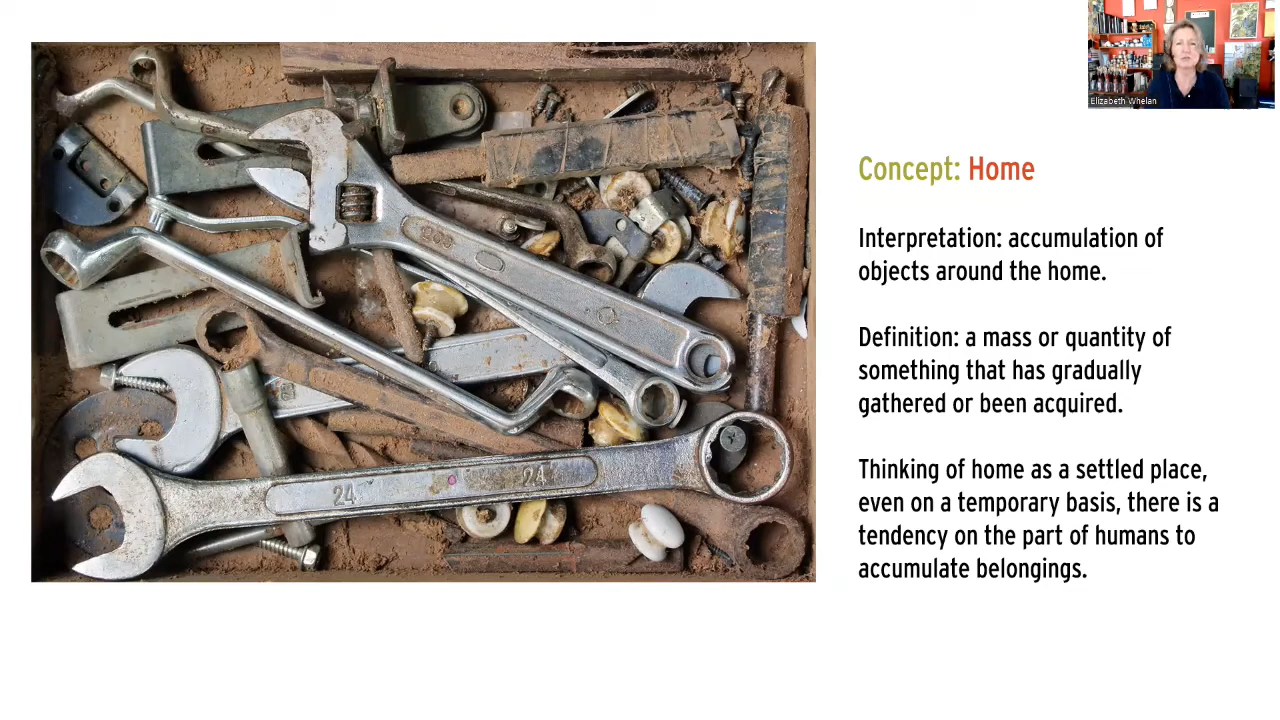 Elizabeth Whelan
Concept: Home
Interpretation: accumulation of
objects around the home.
Definition: a mass or quantity of
something that has gradually
gathered or been acquired.
Thinking of home as a settled place,
even on a temporary basis, there is a
tendency on the part of humans to
accumulate belongings.
24
24